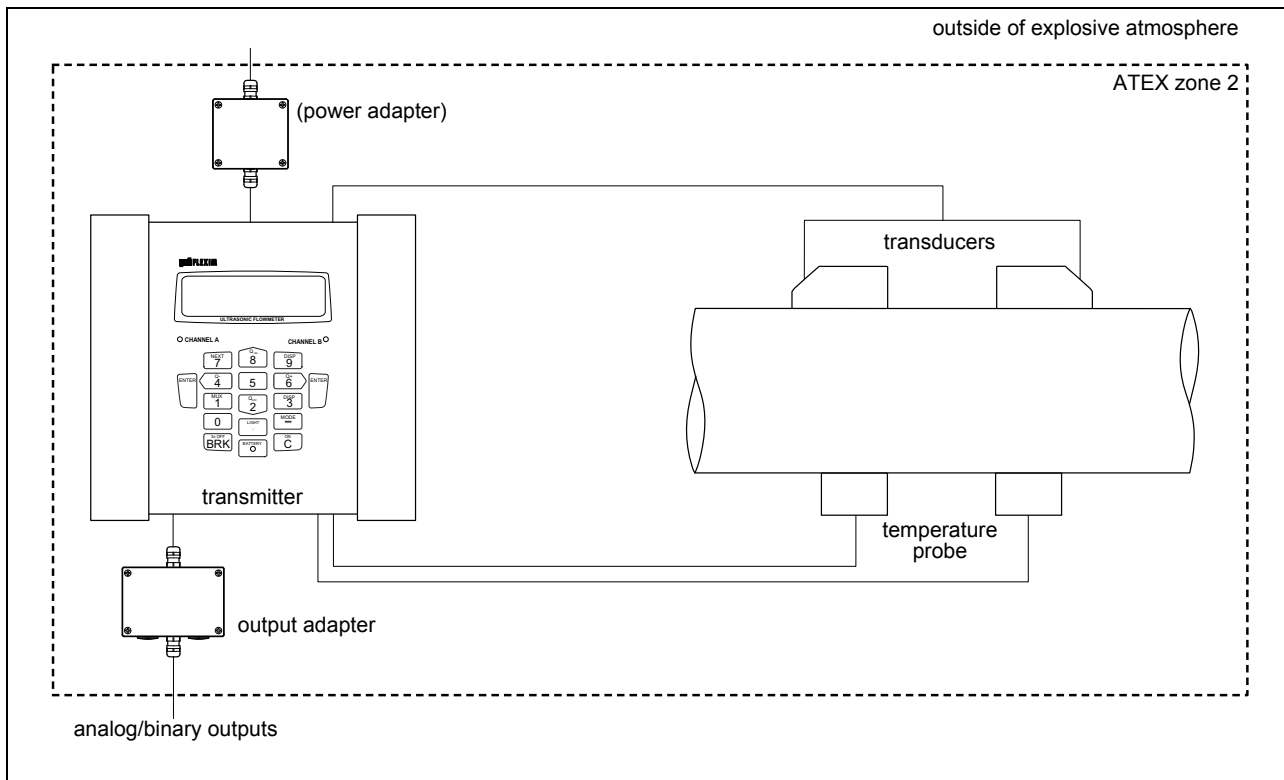 outside of explosive atmosphere
ATEX zone 2
(power adapter)
transducers
FLEXIM
ULTRASONIC FLOWMETER
CHANNEL A
CHANNEL B
NEXT
7
8
DISP
9
ENTER
Q-
4
5
Q+
6
ENTER
MUX
1
2
DISP
3
0
LIGHT
.
MODE
–
BRK
BATTERY
ON
C
transmitter
temperature
probe
output adapter
analog/binary outputs